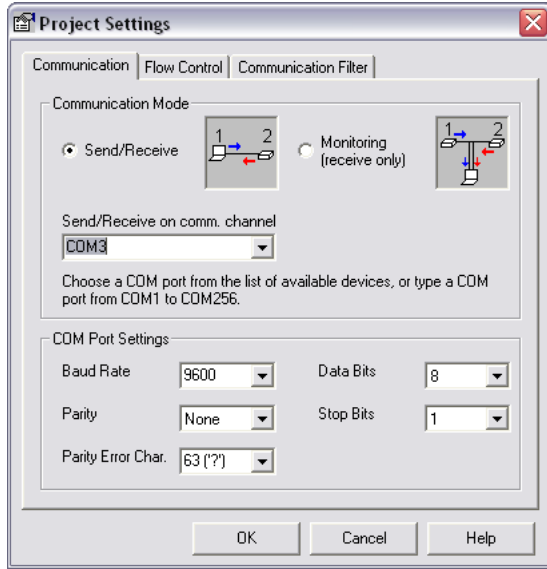 Project Settings
Communication Flow Control Communication Filter
Communication Mode
Send/Receive
1 2
Monitoring
(receive only)
1 2
Send/Receive on comm. channel
COM3
Choose a COM port from the list of available devices, or type a COM
port from COM1 to COM256.
COM Port Settings
Baud Rate 9600 Data Bits 8
Parity None Stop Bits 1
Parity Error Char. 63 ('?')
OK Cancel Help